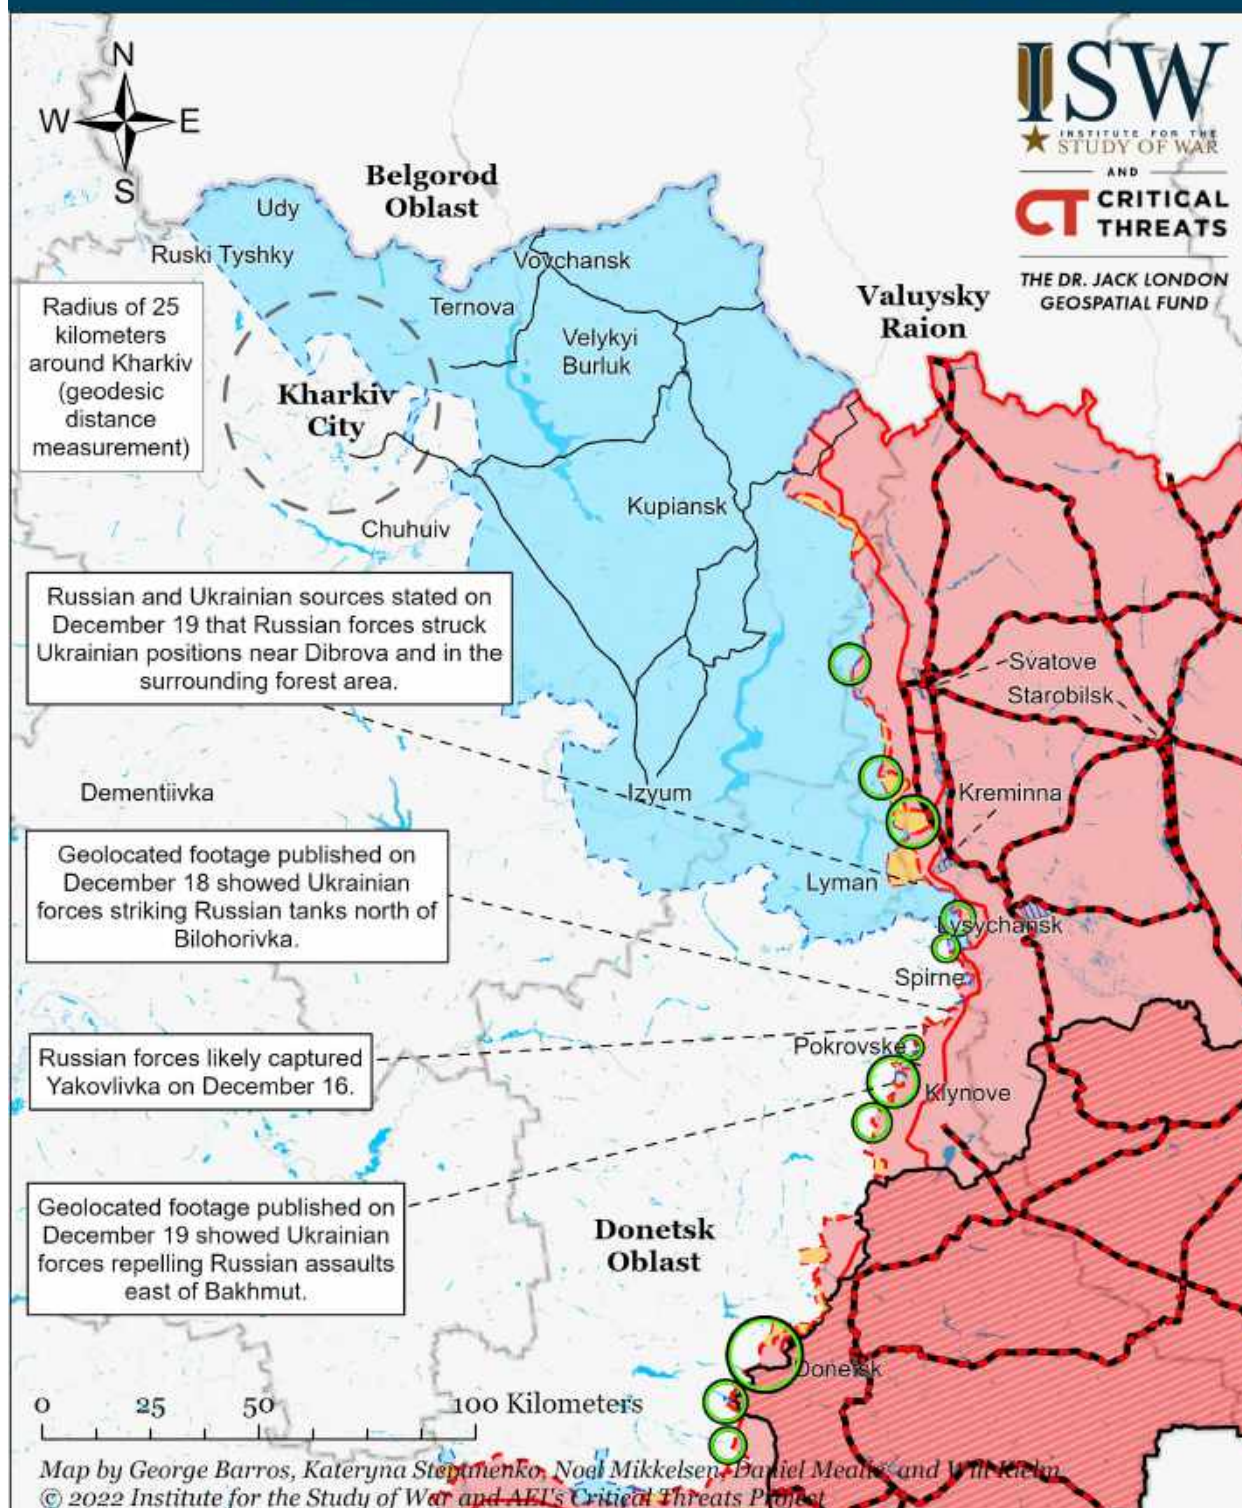 N
W E
S
ISW
INSTITUTE FOR THE
STUDY OF WAR
AND
CT CRITICAL
THREATS
THE DR. JACK LONDON
GEOSPATIAL FUND
Belgorod
Oblast
Udy
Ruski Tyshky
Vovchansk
Ternova
Valuysky
Raion
Radius of 25
kilometers
around Kharkiv
(geodesic
distance
measurement)
Velykyi
Burluk
Kharkiv
City
Kupiansk
Chuhuiv
Russian and Ukrainian sources stated on
December 19 that Russian forces struck
Ukrainian positions near Dibrova and in the
surrounding forest area.
Svatove
Starobilsk
Dementiivka
Izyum
Kreminna
Geolocated footage published on
December 18 showed Ukrainian
forces striking Russian tanks north of
Bilohorivka.
Lyman
Lysychansk
Spirne
Russian forces likely captured
Yakovlivka on December 16.
Pokrovske
Klynove
Geolocated footage published on
December 19 showed Ukrainian
forces repelling Russian assaults
east of Bakhmut.
Donetsk
Oblast
Donetsk
0 25 50 100 Kilometers
Map by George Barros, Kateryna Stepanenko, Noel Mikkelsen, Daniel Mealie, and Will Kielm
© 2022 Institute for the Study of War and AEI's Critical Threats Project